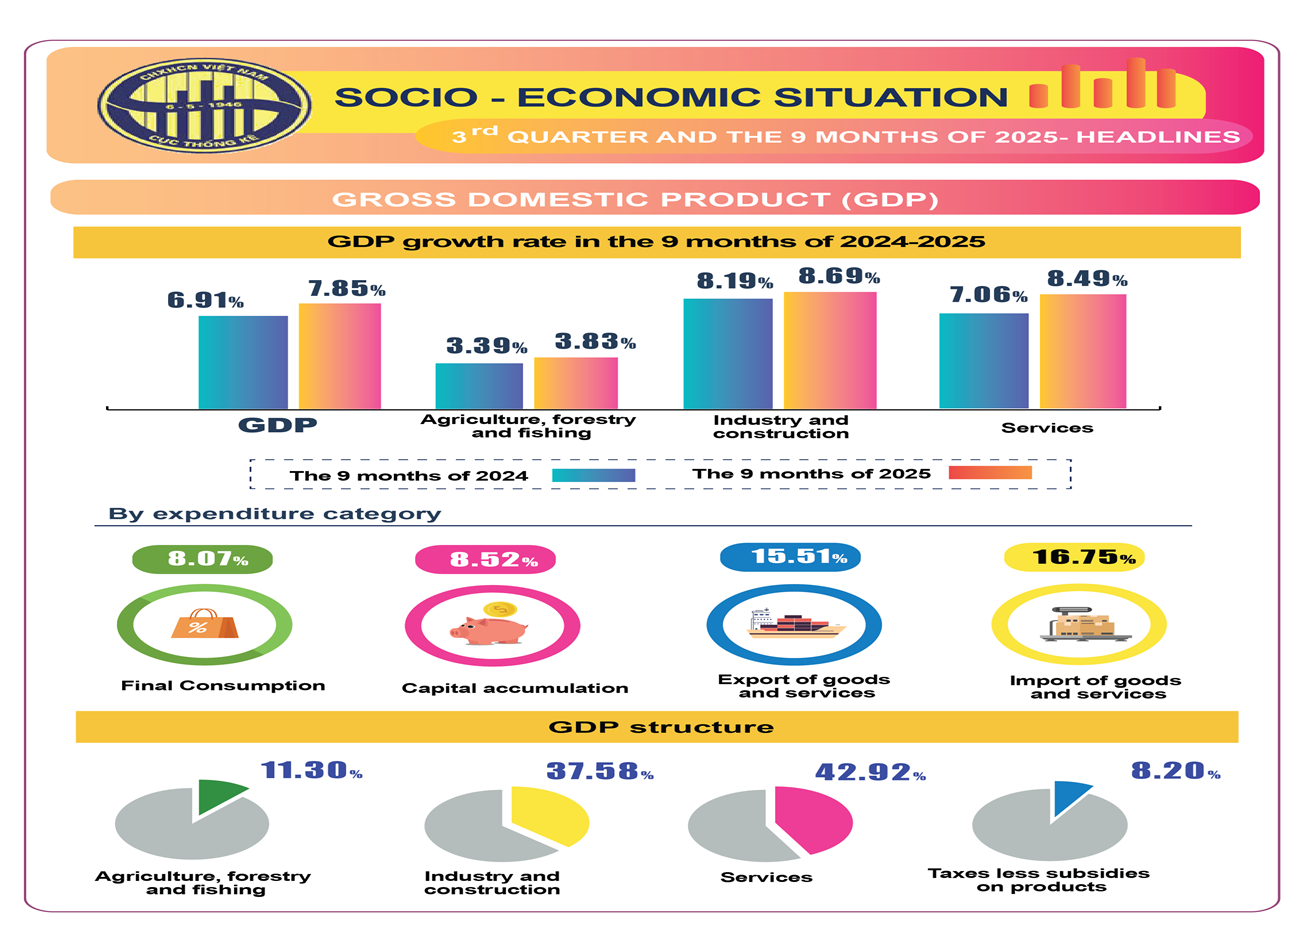 CHXHCN VIỆT NAM
6 - 5 - 1946
CỤC THỐNG KÊ
SOCIO - ECONOMIC SITUATION
3rd QUARTER AND THE 9 MONTHS OF 2025- HEADLINES
GROSS DOMESTIC PRODUCT (GDP)
GDP growth rate in the 9 months of 2024-2025
6.91%
7.85%
3.39%
3.83%
8.19%
8.69%
7.06%
8.49%
GDP
Agriculture, forestry
and fishing
Industry and
construction
Services
The 9 months of 2024
The 9 months of 2025
By expenditure category
8.07%
8.52%
15.51%
16.75%
%
Final Consumption
Capital accumulation
Export of goods
and services
Import of goods
and services
GDP structure
11.30%
37.58%
42.92%
8.20%
Agriculture, forestry
and fishing
Industry and
construction
Services
Taxes less subsidies
on products